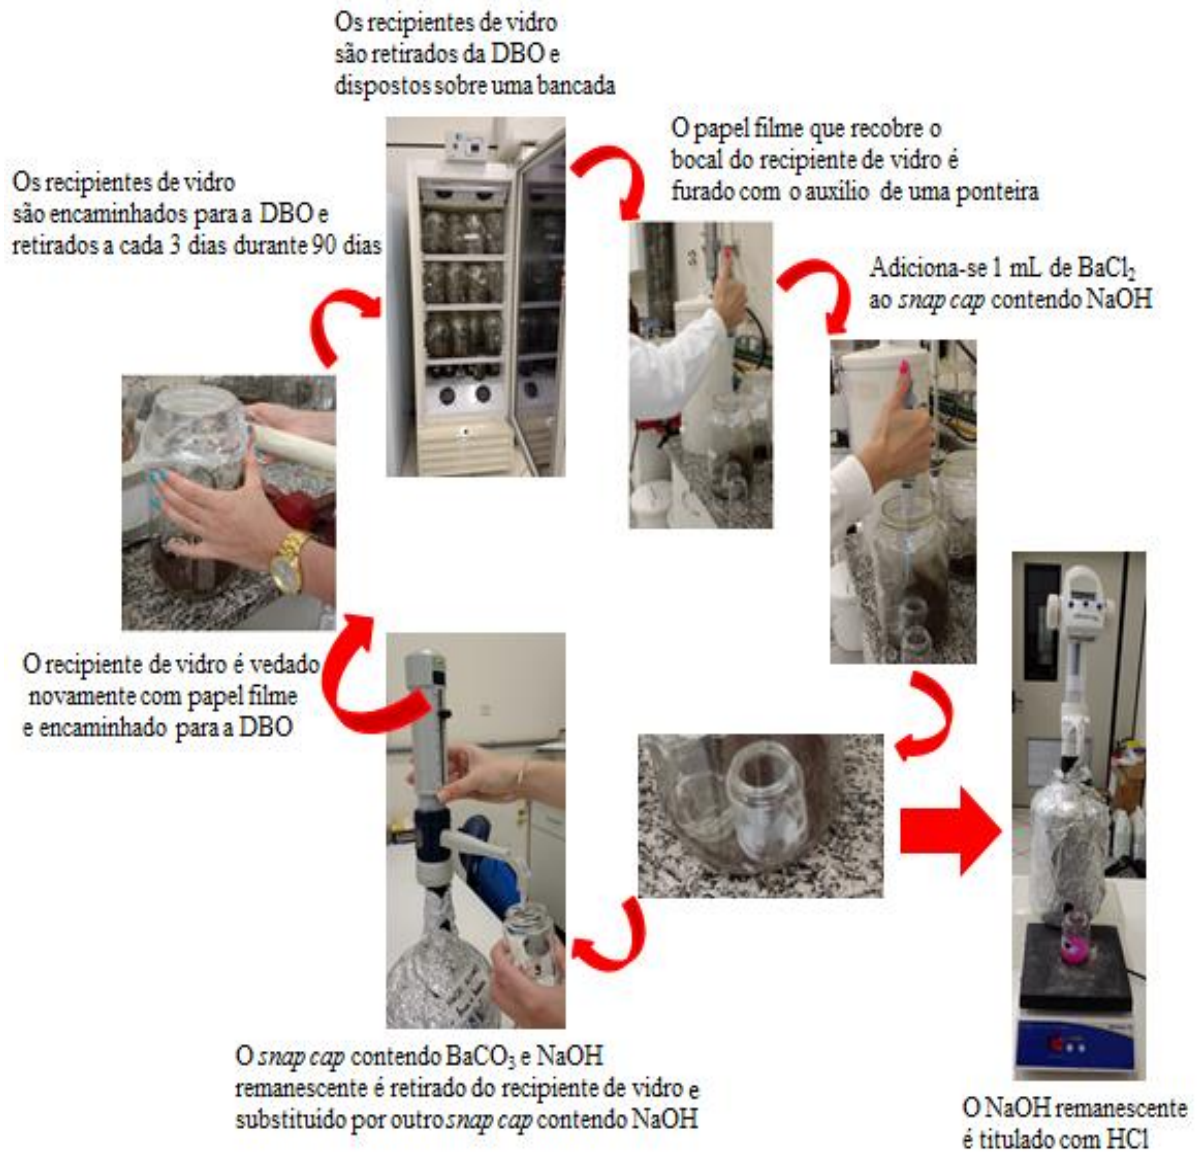 Os recipientes de vidro
são retirados da DBO e
dispostos sobre uma bancada
O papel filme que recobre o
bocal do recipiente de vidro é
furado com o auxílio de uma ponteira
Os recipientes de vidro
são encaminhados para a DBO e
retirados a cada 3 dias durante 90 dias
Adiciona-se 1 mL de BaCl₂
ao snap cap contendo NaOH
O recipiente de vidro é vedado
novamente com papel filme
e encaminhado para a DBO
O snap cap contendo BaCO₃ e NaOH
remanescente é retirado do recipiente de vidro e
substituído por outro snap cap contendo NaOH
O NaOH remanescente
é titulado com HCl